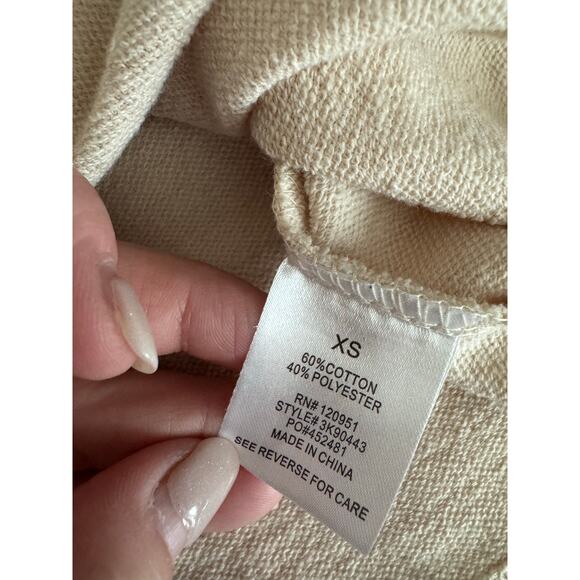 XS
60%COTTON
40% POLYESTER
RN# 120951
STYLE#3K90443
PO#452481
MADE IN CHINA
SEE REVERSE FOR CARE